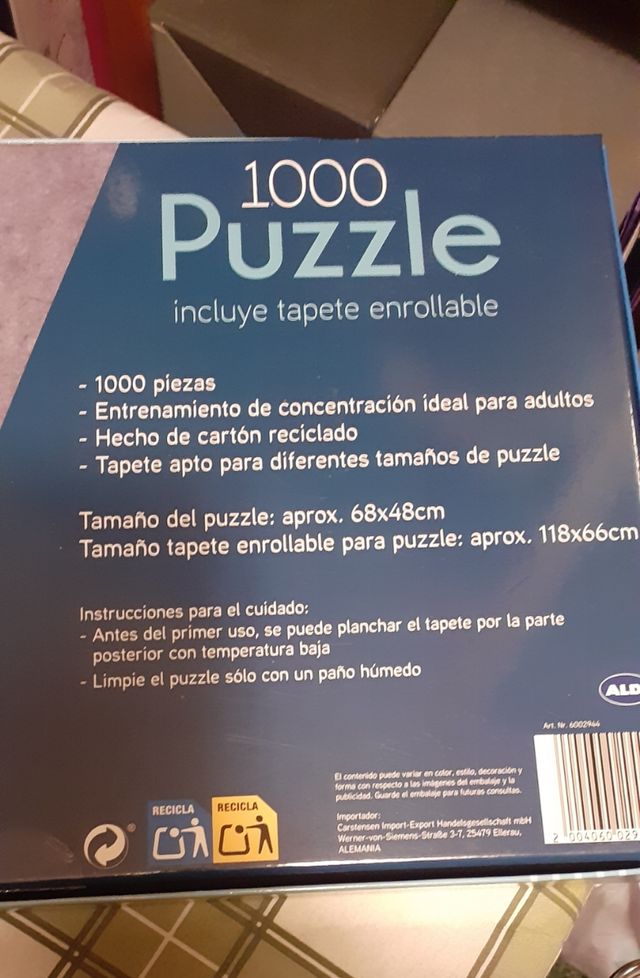 1000
Puzzle
incluye tapete enrollable
- 1000 piezas
- Entrenamiento de concentración ideal para adultos
- Hecho de cartón reciclado
- Tapete apto para diferentes tamaños de puzzle
Tamaño del puzzle: aprox. 68x48cm
Tamaño tapete enrollable para puzzle: aprox. 118x66cm
Instrucciones para el cuidado:
- Antes del primer uso, se puede planchar el tapete por la parte
posterior con temperatura baja
- Limpie el puzzle sólo con un paño húmedo
ALD
Art. Nr. 6002944
El contenido puede variar en color, estilo, decoración y
forma con respecto a las imágenes del embalaje y la
publicidad. Guarde el embalaje para futuras consultas.
Importador:
Carstensen Import-Export Handelsgesellschaft mbH
Werner-von-Siemens-Straße 3-7, 25479 Ellerau,
ALEMANIA
RECICLA
RECICLA
2 004060 029